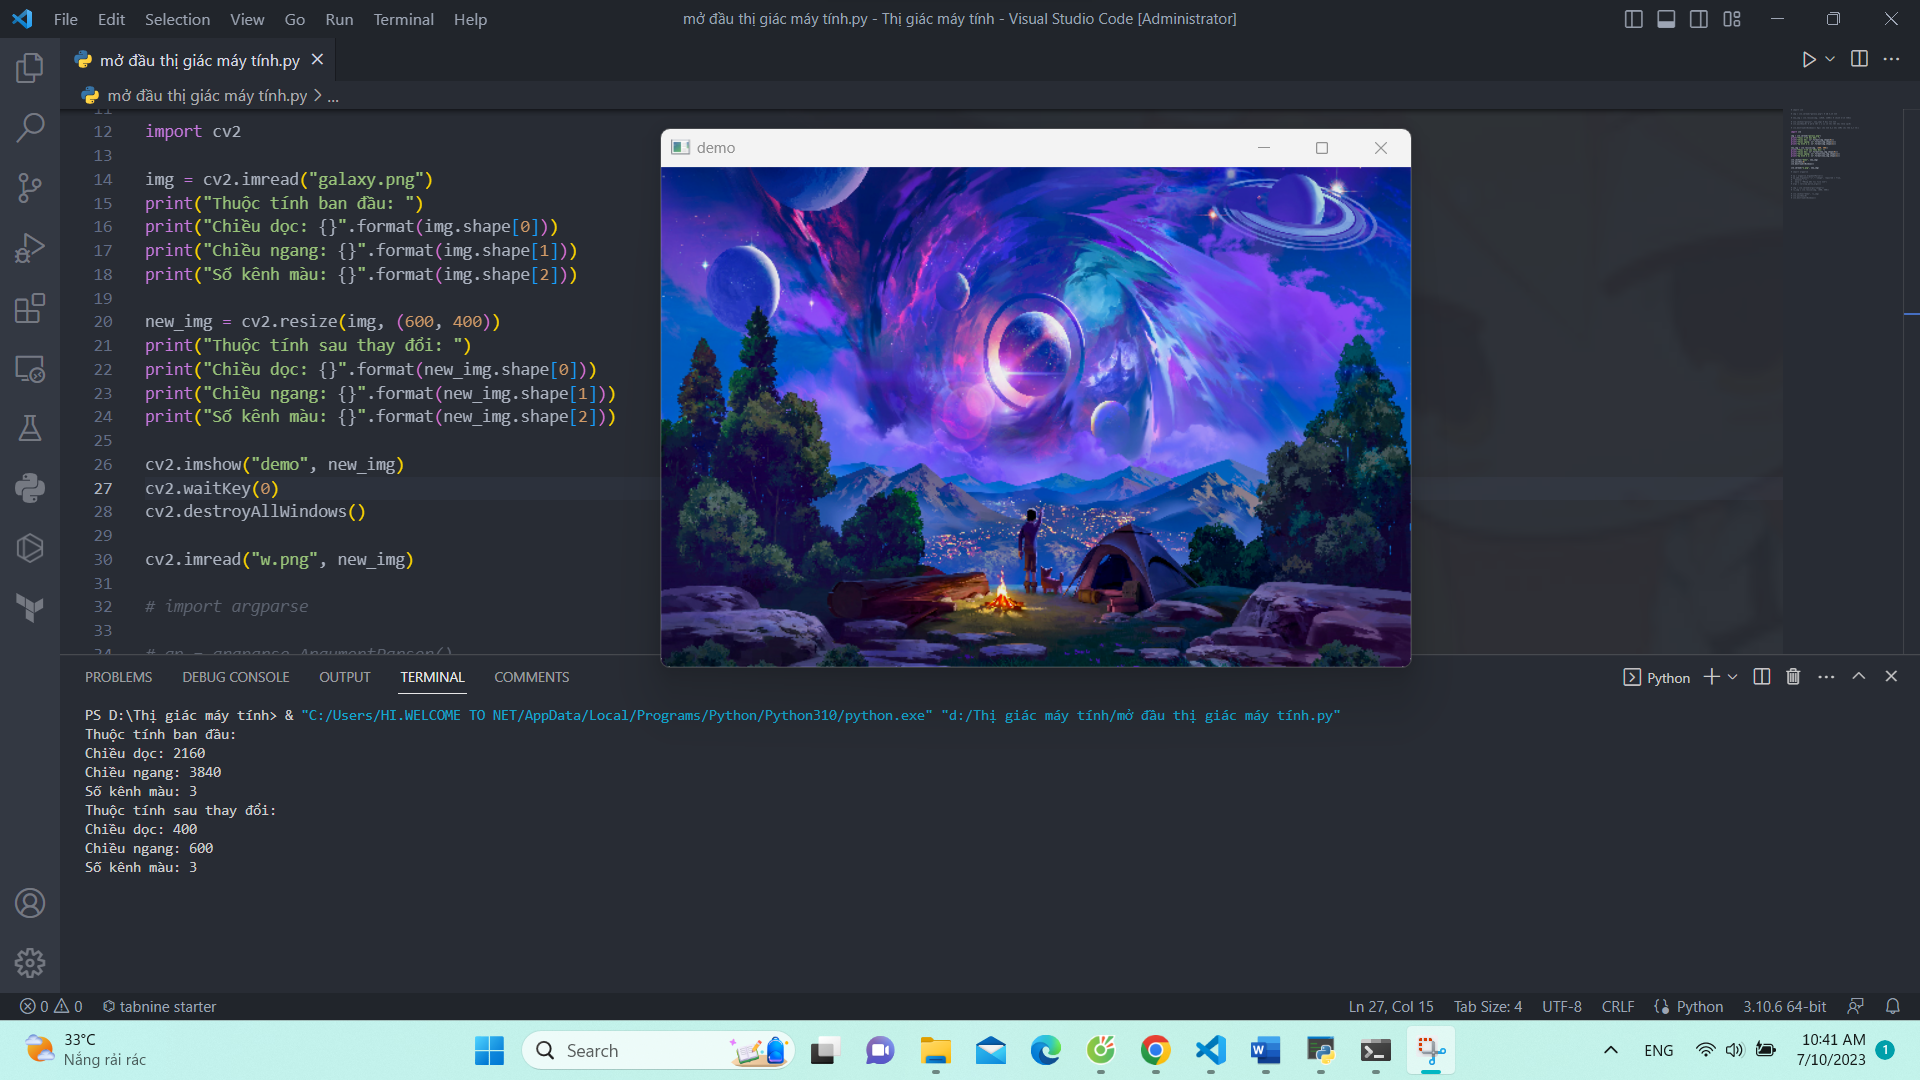 File Edit Selection View Go Run Terminal Help
mở đầu thị giác máy tính.py - Thị giác máy tính - Visual Studio Code [Administrator]
mở đầu thị giác máy tính.py
mở đầu thị giác máy tính.py > ...
11
12 import cv2
13
14 img = cv2.imread("galaxy.png")
15 print("Thuộc tính ban đầu: ")
16 print("Chiều dọc: {}".format(img.shape[0]))
17 print("Chiều ngang: {}".format(img.shape[1]))
18 print("Số kênh màu: {}".format(img.shape[2]))
19
20 new_img = cv2.resize(img, (600, 400))
21 print("Thuộc tính sau thay đổi: ")
22 print("Chiều dọc: {}".format(new_img.shape[0]))
23 print("Chiều ngang: {}".format(new_img.shape[1]))
24 print("Số kênh màu: {}".format(new_img.shape[2]))
25
26 cv2.imshow("demo", new_img)
27 cv2.waitKey(0)
28 cv2.destroyAllWindows()
29
30 cv2.imread("w.png", new_img)
31
32 # import argparse
33
34 # ap = argparse.ArgumentParser()
demo
PROBLEMS DEBUG CONSOLE OUTPUT TERMINAL COMMENTS
Python
PS D:\Thị giác máy tính> & "C:/Users/HI.WELCOME TO NET/AppData/Local/Programs/Python/Python310/python.exe" "d:/Thị giác máy tính/mở đầu thị giác máy tính.py"
Thuộc tính ban đầu:
Chiều dọc: 2160
Chiều ngang: 3840
Số kênh màu: 3
Thuộc tính sau thay đổi:
Chiều dọc: 400
Chiều ngang: 600
Số kênh màu: 3
0 0 tabnine starter
Ln 27, Col 15 Tab Size: 4 UTF-8 CRLF Python 3.10.6 64-bit
33°C
Nắng rải rác
Search
ENG
10:41 AM
7/10/2023
1